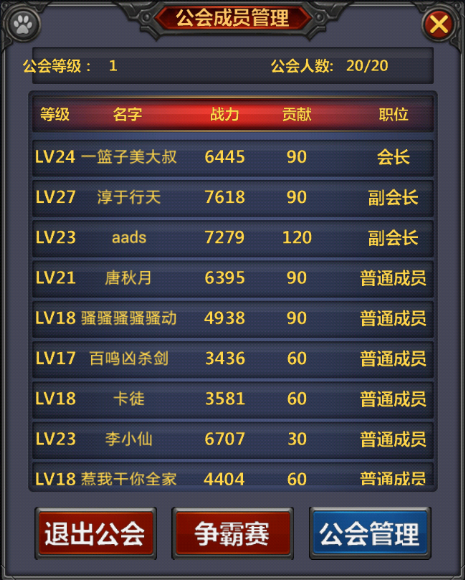 公会成员管理
公会等级： 1 公会人数: 20/20
等级 名字 战力 贡献 职位
LV24 一篮子美大叔 6445 90 会长
LV27 淳于行天 7618 90 副会长
LV23 aads 7279 120 副会长
LV21 唐秋月 6395 90 普通成员
LV18 骚骚骚骚骚动 4938 90 普通成员
LV17 百鸣凶杀剑 3436 60 普通成员
LV18 卡徒 3581 60 普通成员
LV23 李小仙 6707 30 普通成员
LV18 惹我干你全家 4404 60 普通成员
退出公会 争霸赛 公会管理